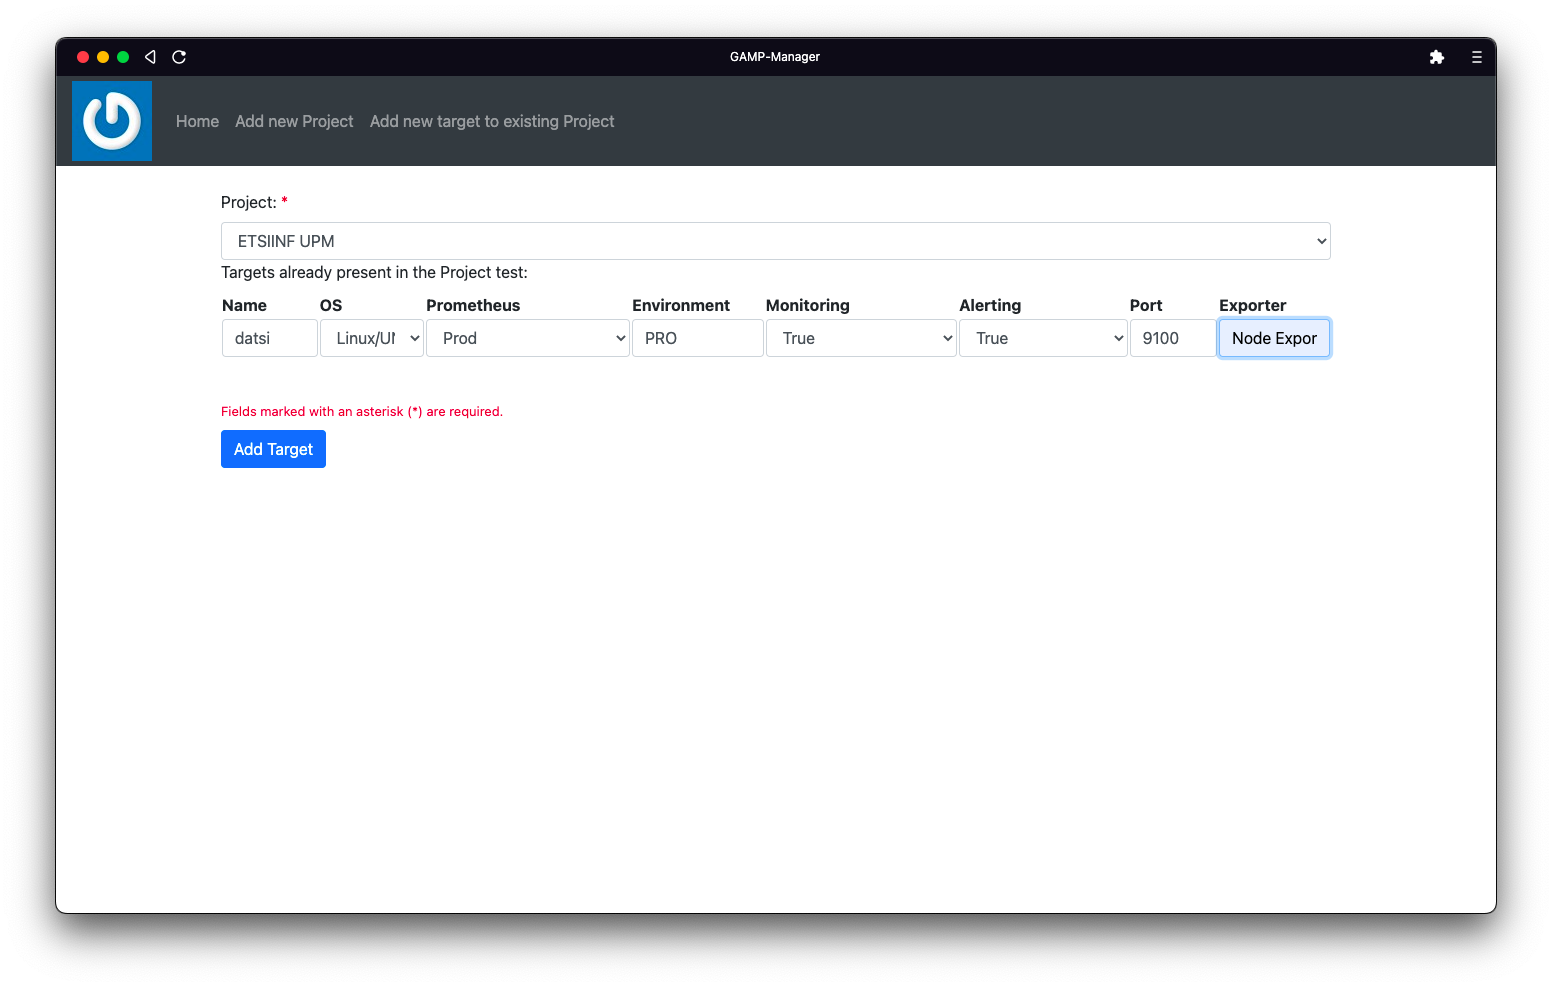 GAMP-Manager
Home Add new Project Add new target to existing Project
Project: *
ETSIINF UPM
Targets already present in the Project test:
Name OS Prometheus Environment Monitoring Alerting Port Exporter
datsi Linux/UN Prod PRO True True 9100 Node Expor
Fields marked with an asterisk (*) are required.
Add Target